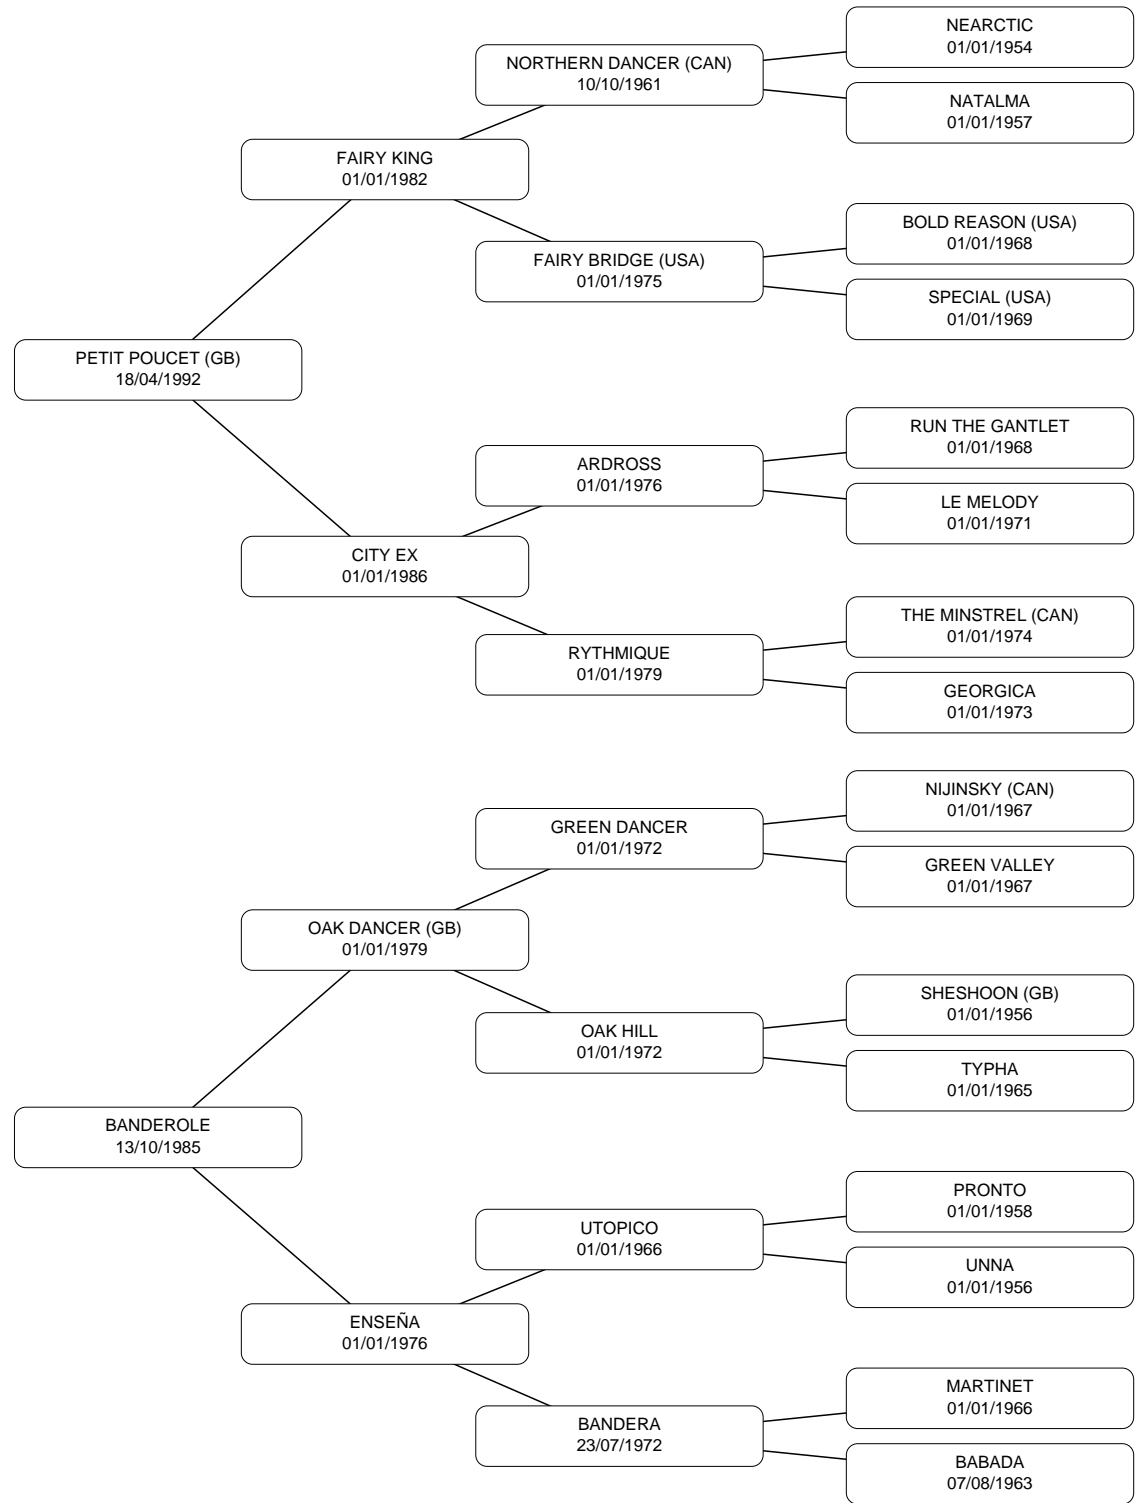 NEARCTIC
01/01/1954
NORTHERN DANCER (CAN)
10/10/1961
NATALMA
01/01/1957
FAIRY KING
01/01/1982
BOLD REASON (USA)
01/01/1968
FAIRY BRIDGE (USA)
01/01/1975
SPECIAL (USA)
01/01/1969
PETIT POUCET (GB)
18/04/1992
RUN THE GANTLET
01/01/1968
ARDROSS
01/01/1976
LE MELODY
01/01/1971
CITY EX
01/01/1986
THE MINSTREL (CAN)
01/01/1974
RYTHMIQUE
01/01/1979
GEORGICA
01/01/1973
NIJINSKY (CAN)
01/01/1967
GREEN DANCER
01/01/1972
GREEN VALLEY
01/01/1967
OAK DANCER (GB)
01/01/1979
SHESHOON (GB)
01/01/1956
OAK HILL
01/01/1972
TYPHA
01/01/1965
BANDEROLE
13/10/1985
PRONTO
01/01/1958
UTOPICO
01/01/1966
UNNA
01/01/1956
ENSEÑA
01/01/1976
MARTINET
01/01/1966
BANDERA
23/07/1972
BABADA
07/08/1963